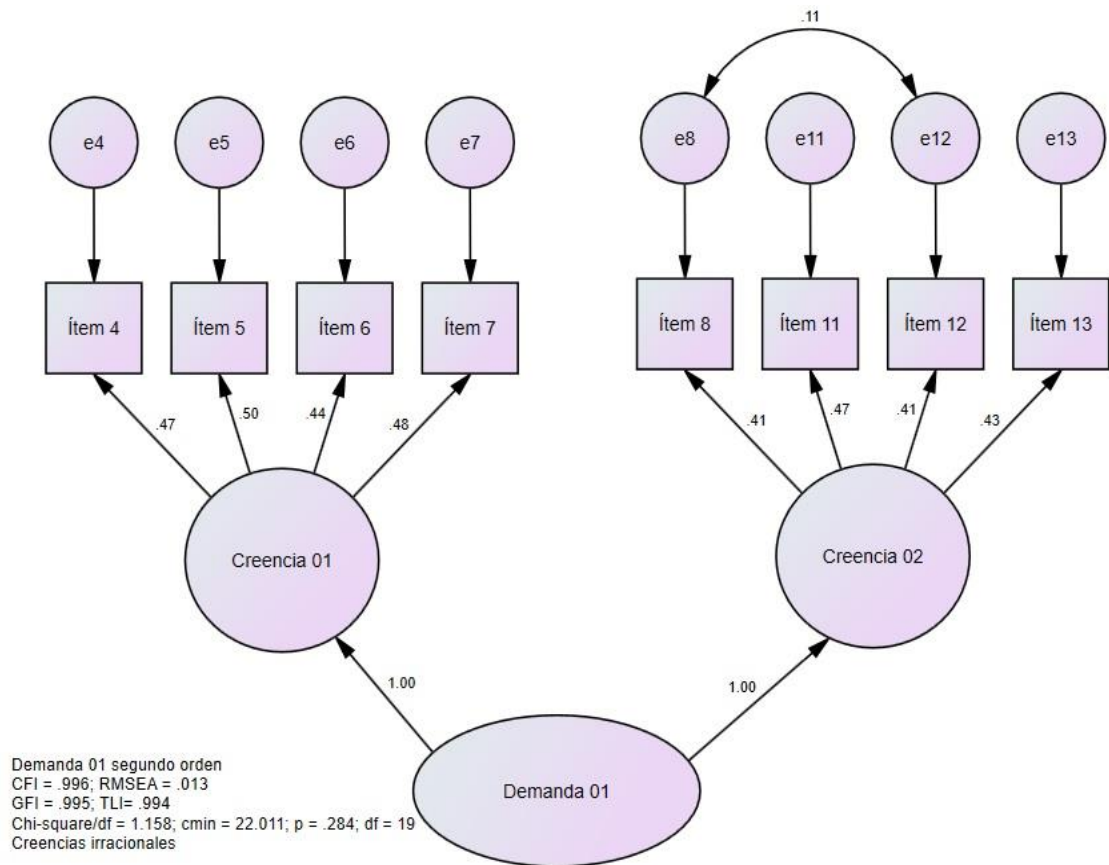 .11
e4 e5 e6 e7 e8 e11 e12 e13
Ítem 4 Ítem 5 Ítem 6 Ítem 7 Ítem 8 Ítem 11 Ítem 12 Ítem 13
.47 .50 .44 .48 .41 .47 .41 .43
Creencia 01 Creencia 02
1.00 1.00
Demanda 01
Demanda 01 segundo orden
CFI = .996; RMSEA = .013
GFI = .995; TLI= .994
Chi-square/df = 1.158; cmin = 22.011; p = .284; df = 19
Creencias irracionales